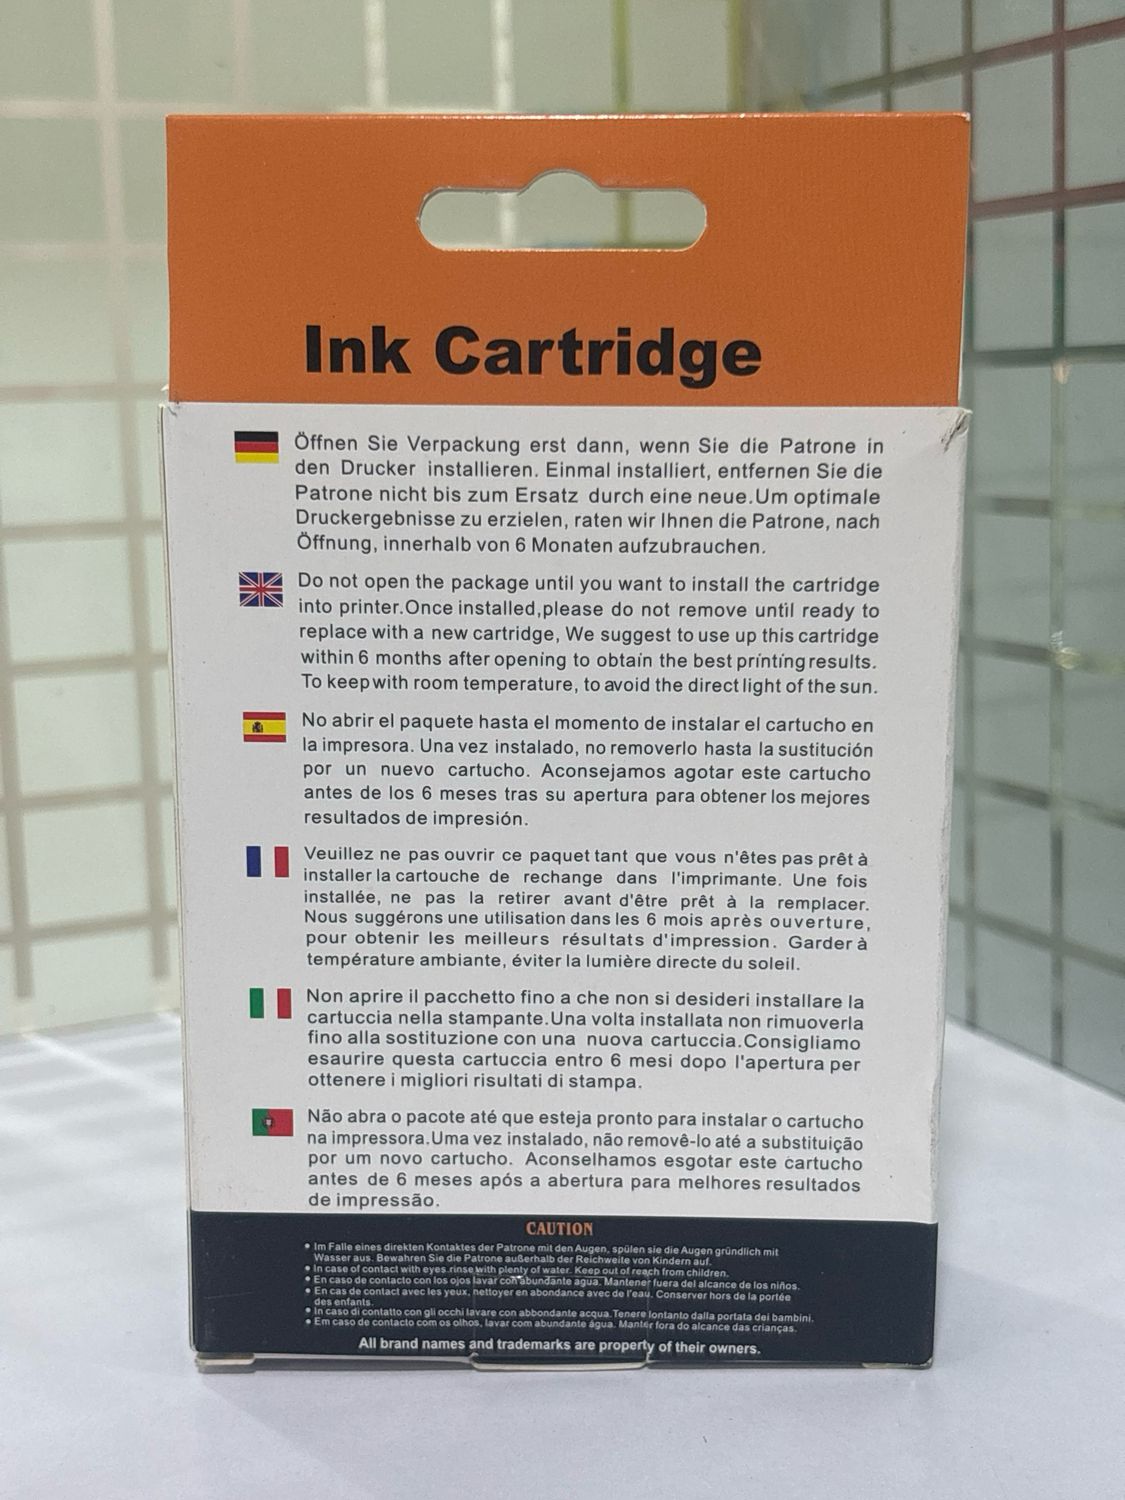 Ink Cartridge
Öffnen Sie Verpackung erst dann, wenn Sie die Patrone in
den Drucker installieren. Einmal installiert, entfernen Sie die
Patrone nicht bis zum Ersatz durch eine neue.Um optimale
Druckergebnisse zu erzielen, raten wir Ihnen die Patrone, nach
Öffnung, innerhalb von 6 Monaten aufzubrauchen.
Do not open the package until you want to install the cartridge
into printer.Once installed,please do not remove until ready to
replace with a new cartridge, We suggest to use up this cartridge
within 6 months after opening to obtain the best printing results.
To keep with room temperature, to avoid the direct light of the sun.
No abrir el paquete hasta el momento de instalar el cartucho en
la impresora. Una vez instalado, no removerlo hasta la sustitución
por un nuevo cartucho. Aconsejamos agotar este cartucho
antes de los 6 meses tras su apertura para obtener los mejores
resultados de impresión.
Veuillez ne pas ouvrir ce paquet tant que vous n'êtes pas prêt à
installer la cartouche de rechange dans l'imprimante. Une fois
installée, ne pas la retirer avant d'être prêt à la remplacer.
Nous suggérons une utilisation dans les 6 mois après ouverture,
pour obtenir les meilleurs résultats d'impression. Garder à
température ambiante, éviter la lumière directe du soleil.
Non aprire il pacchetto fino a che non si desideri installare la
cartuccia nella stampante.Una volta installata non rimuoverla
fino alla sostituzione con una nuova cartuccia.Consigliamo
esaurire questa cartuccia entro 6 mesi dopo l'apertura per
ottenere i migliori risultati di stampa.
Não abra o pacote até que esteja pronto para instalar o cartucho
na impressora.Uma vez instalado, não removê-lo até a substituição
por um novo cartucho. Aconselhamos esgotar este cartucho
antes de 6 meses após a abertura para melhores resultados
de impressão.
CAUTION
• Im Falle eines direkten Kontaktes der Patrone mit den Augen, spülen sie die Augen gründlich mit
Wasser aus. Bewahren Sie die Patrone außerhalb der Reichweite von Kindern auf.
• In case of contact with eyes.rinse with plenty of water. Keep out of reach from children.
• En caso de contacto con los ojos lavar con abundante agua. Mantener fuera del alcance de los niños.
• En cas de contact avec les yeux, nettoyer en abondance avec de l'eau. Conserver hors de la portée
des enfants.
• In caso di contatto con gli occhi lavare con abbondante acqua.Tenere lontanto dalla portata dei bambini.
• Em caso de contacto com os olhos, lavar com abundante água. Mantér fora do alcance das crianças.
All brand names and trademarks are property of their owners.